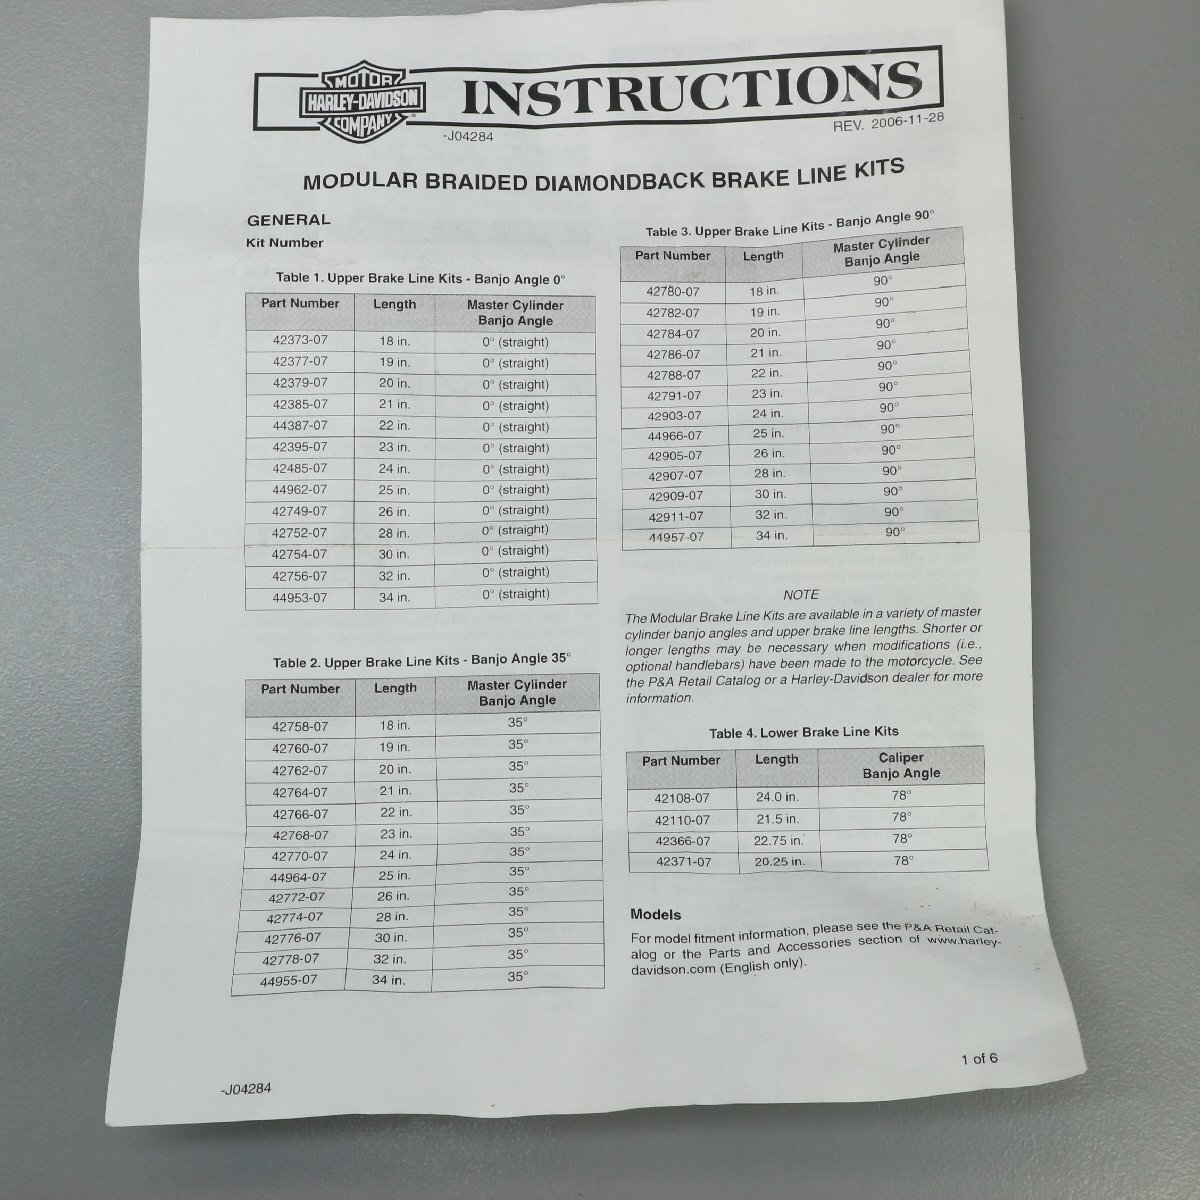 MOTOR
HARLEY-DAVIDSON
COMPANY
INSTRUCTIONS
-J04284
REV. 2006-11-28
MODULAR BRAIDED DIAMONDBACK BRAKE LINE KITS
GENERAL
Kit Number
Table 1. Upper Brake Line Kits - Banjo Angle 0°
Part Number Length Master Cylinder
Banjo Angle
42373-07 18 in. 0° (straight)
42377-07 19 in. 0° (straight)
42379-07 20 in. 0° (straight)
42385-07 21 in. 0° (straight)
44387-07 22 in. 0° (straight)
42395-07 23 in. 0° (straight)
42485-07 24 in. 0° (straight)
44962-07 25 in. 0° (straight)
42749-07 26 in. 0° (straight)
42752-07 28 in. 0° (straight)
42754-07 30 in. 0° (straight)
42756-07 32 in. 0° (straight)
44953-07 34 in. 0° (straight)
Table 2. Upper Brake Line Kits - Banjo Angle 35°
Part Number Length Master Cylinder
Banjo Angle
42758-07 18 in. 35°
42760-07 19 in. 35°
42762-07 20 in. 35°
42764-07 21 in. 35°
42766-07 22 in. 35°
42768-07 23 in. 35°
42770-07 24 in. 35°
44964-07 25 in. 35°
42772-07 26 in. 35°
42774-07 28 in. 35°
42776-07 30 in. 35°
42778-07 32 in. 35°
44955-07 34 in. 35°
Table 3. Upper Brake Line Kits - Banjo Angle 90°
Part Number Length Master Cylinder
Banjo Angle
42780-07 18 in. 90°
42782-07 19 in. 90°
42784-07 20 in. 90°
42786-07 21 in. 90°
42788-07 22 in. 90°
42791-07 23 in. 90°
42903-07 24 in. 90°
44966-07 25 in. 90°
42905-07 26 in. 90°
42907-07 28 in. 90°
42909-07 30 in. 90°
42911-07 32 in. 90°
44957-07 34 in. 90°
NOTE
The Modular Brake Line Kits are available in a variety of master
cylinder banjo angles and upper brake line lengths. Shorter or
longer lengths may be necessary when modifications (i.e.,
optional handlebars) have been made to the motorcycle. See
the P&A Retail Catalog or a Harley-Davidson dealer for more
information.
Table 4. Lower Brake Line Kits
Part Number Length Caliper
Banjo Angle
42108-07 24.0 in. 78°
42110-07 21.5 in. 78°
42366-07 22.75 in. 78°
42371-07 20.25 in. 78°
Models
For model fitment information, please see the P&A Retail Cat-
alog or the Parts and Accessories section of www.harley-
davidson.com (English only).
-J04284
1 of 6